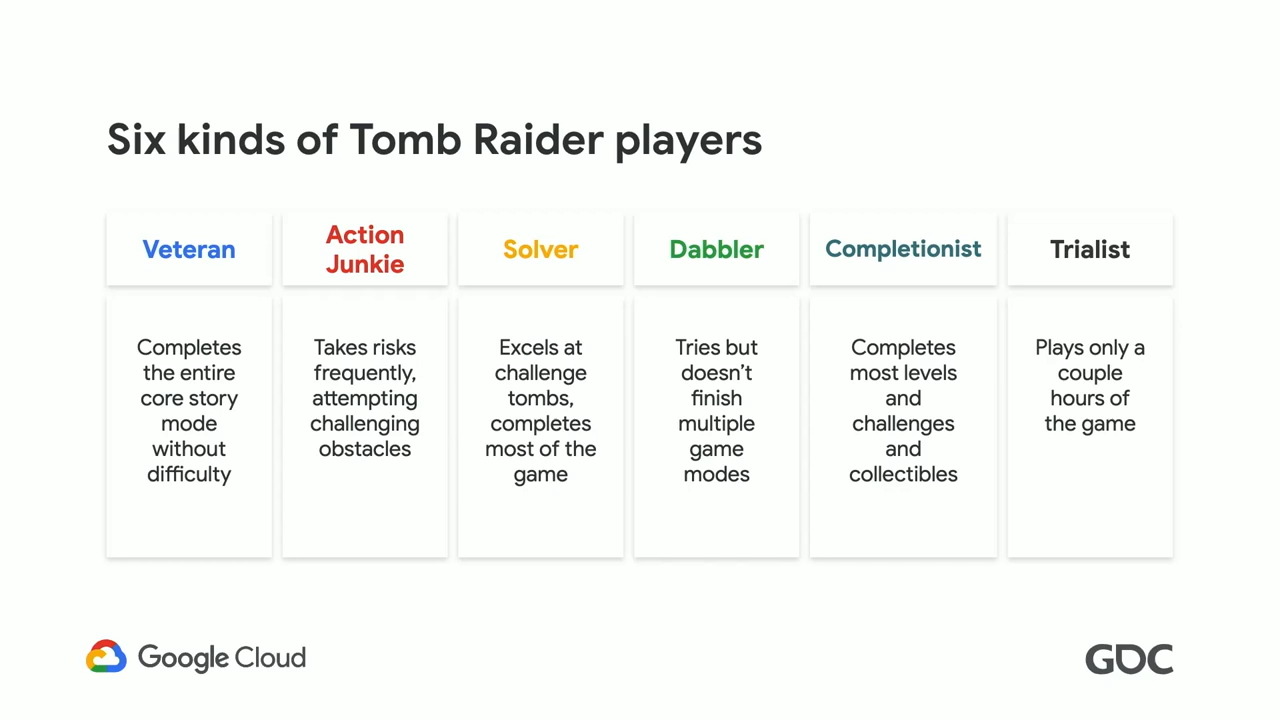 Six kinds of Tomb Raider players
Veteran
Action
Junkie
Solver
Dabbler
Completionist
Trialist
Completes
the entire
core story
mode
without
difficulty
Takes risks
frequently,
attempting
challenging
obstacles
Excels at
challenge
tombs,
completes
most of the
game
Tries but
doesn’t
finish
multiple
game
modes
Completes
most levels
and
challenges
and
collectibles
Plays only a
couple
hours of
the game
Google Cloud
GDC